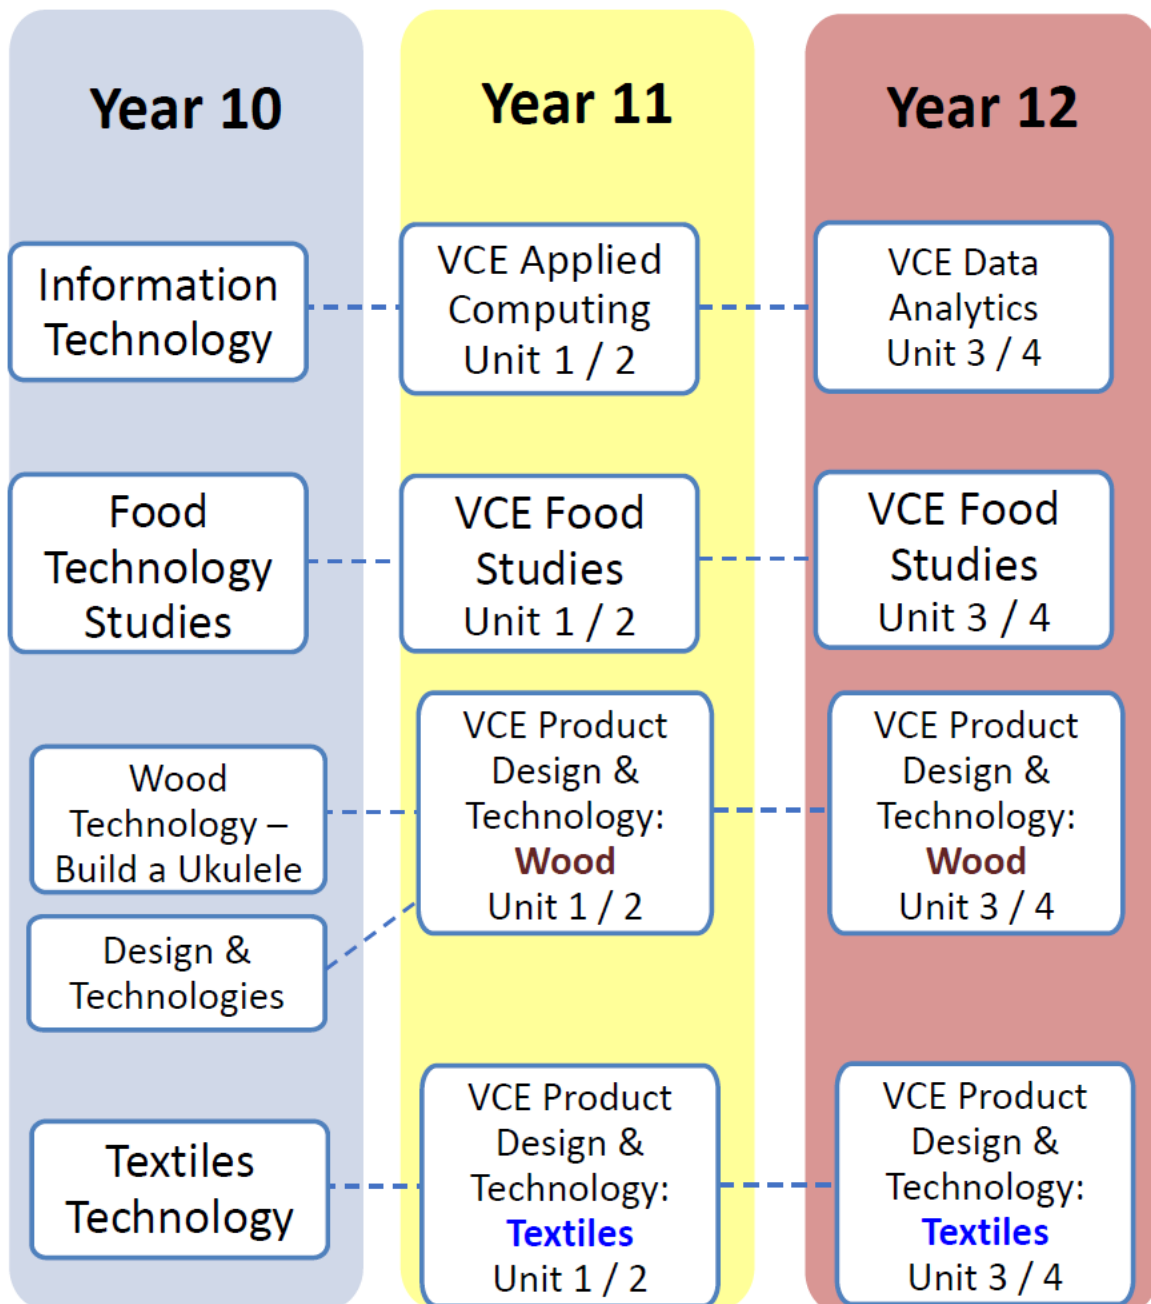 Year 10
Year 11
Year 12
Information
Technology
VCE Applied
Computing
Unit 1 / 2
VCE Data
Analytics
Unit 3 / 4
Food
Technology
Studies
VCE Food
Studies
Unit 1 / 2
VCE Food
Studies
Unit 3 / 4
Wood
Technology –
Build a Ukulele
Design &
Technologies
VCE Product
Design &
Technology:
Wood
Unit 1 / 2
VCE Product
Design &
Technology:
Wood
Unit 3 / 4
Textiles
Technology
VCE Product
Design &
Technology:
Textiles
Unit 1 / 2
VCE Product
Design &
Technology:
Textiles
Unit 3 / 4